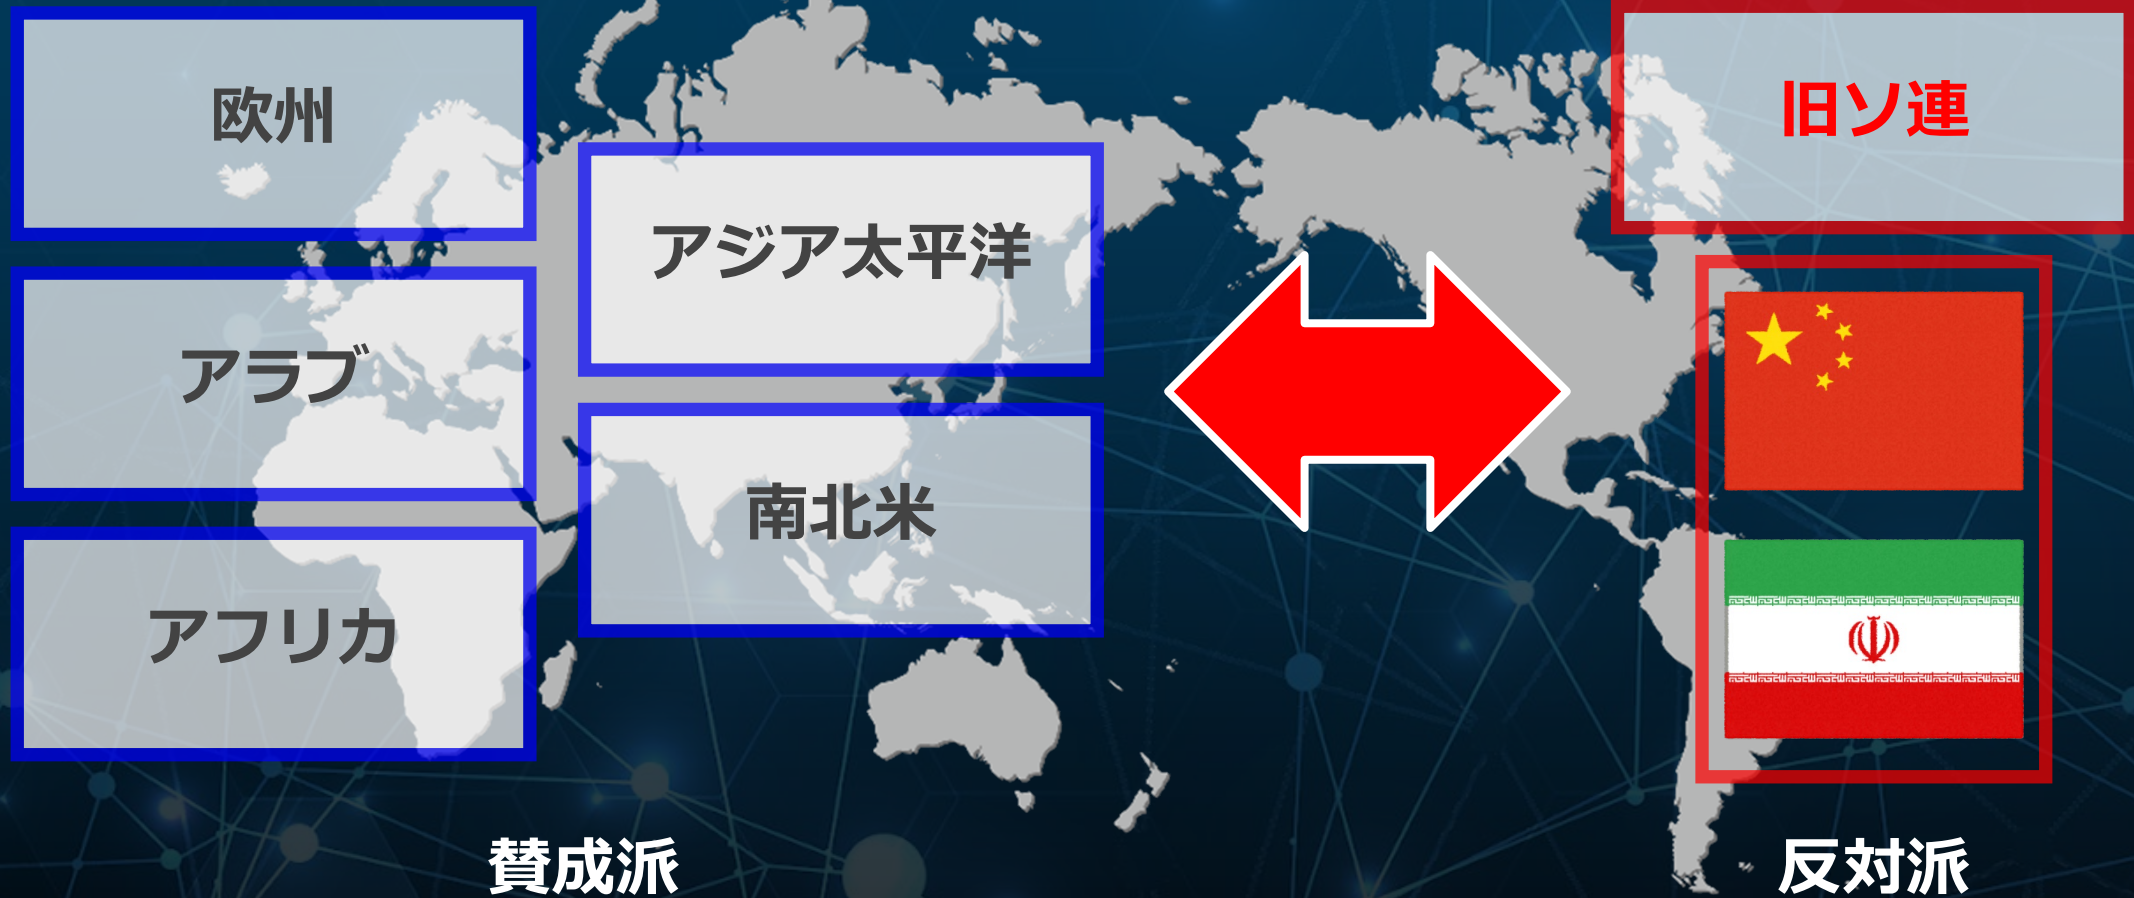 欧州
アラブ
アフリカ
アジア太平洋
南北米
賛成派
旧ソ連
反対派